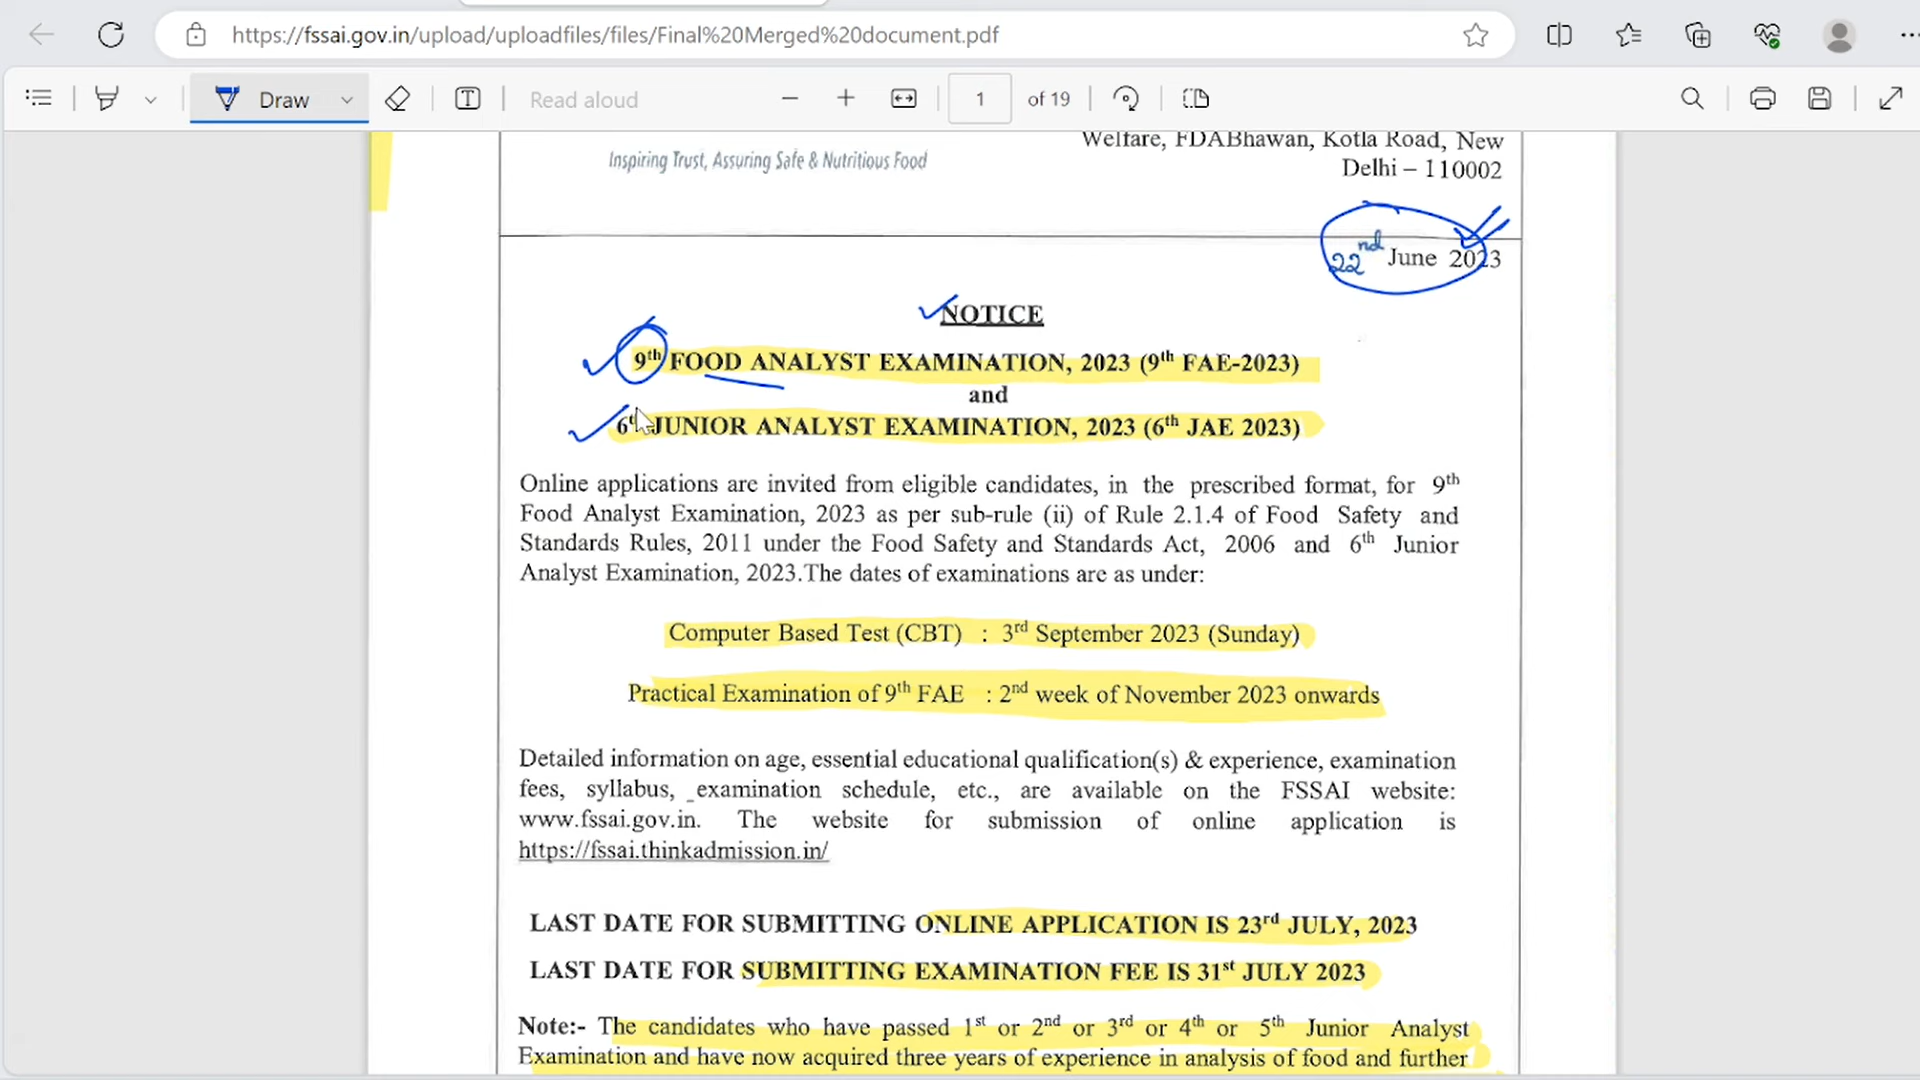 https://fssai.gov.in/upload/uploadfiles/files/Final%20Merged%20document.pdf
Draw
Read aloud
1 of 19
Welfare, FDABhawan, Kotla Road, New
Inspiring Trust, Assuring Safe & Nutritious Food
Delhi – 110002
22nd June 2023
NOTICE
9th FOOD ANALYST EXAMINATION, 2023 (9th FAE-2023)
and
6th JUNIOR ANALYST EXAMINATION, 2023 (6th JAE 2023)
Online applications are invited from eligible candidates, in the prescribed format, for 9th
Food Analyst Examination, 2023 as per sub-rule (ii) of Rule 2.1.4 of Food Safety and
Standards Rules, 2011 under the Food Safety and Standards Act, 2006 and 6th Junior
Analyst Examination, 2023.The dates of examinations are as under:
Computer Based Test (CBT) : 3rd September 2023 (Sunday)
Practical Examination of 9th FAE : 2nd week of November 2023 onwards
Detailed information on age, essential educational qualification(s) & experience, examination
fees, syllabus, _examination schedule, etc., are available on the FSSAI website:
www.fssai.gov.in. The website for submission of online application is
https://fssai.thinkadmission.in/
LAST DATE FOR SUBMITTING ONLINE APPLICATION IS 23rd JULY, 2023
LAST DATE FOR SUBMITTING EXAMINATION FEE IS 31st JULY 2023
Note:- The candidates who have passed 1st or 2nd or 3rd or 4th or 5th Junior Analyst
Examination and have now acquired three years of experience in analysis of food and further